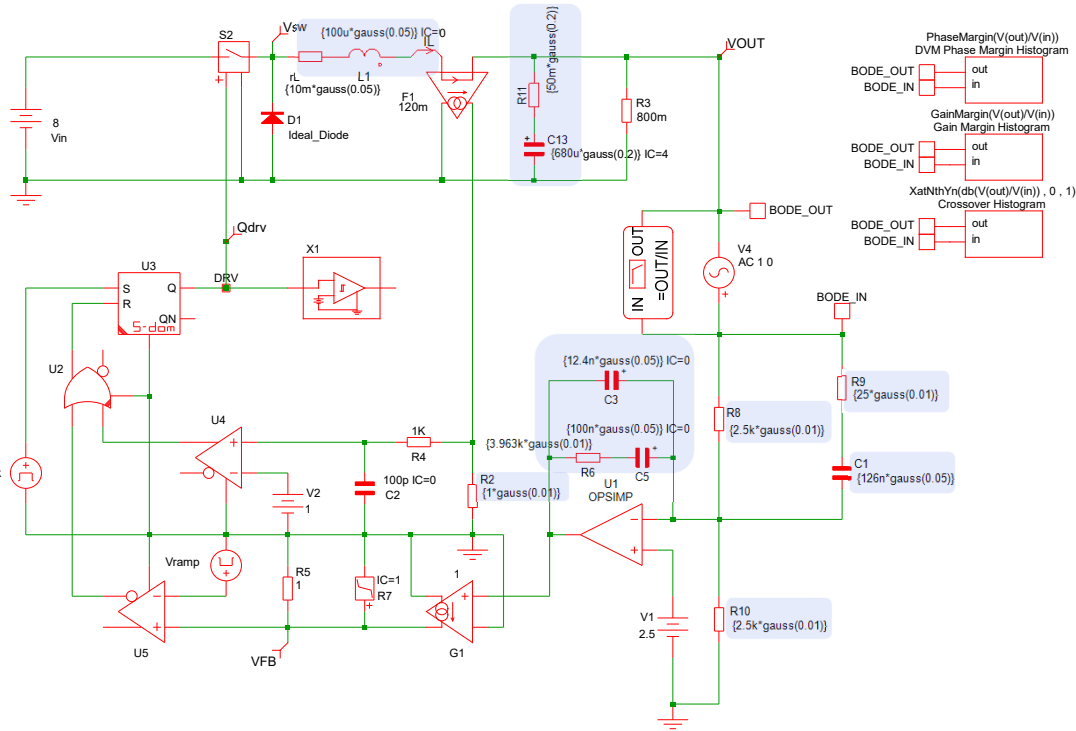 S2
Vsw
{100u*gauss(0.05)} IC=0
IL
rL
L1
{10m*gauss(0.05)}
F1
120m
R11
{50m*gauss(0.2)}
C13
{680u*gauss(0.2)} IC=4
R3
800m
VOUT
8
Vin
D1
Ideal_Diode
PhaseMargin(V(out)/V(in))
DVM Phase Margin Histogram
BODE_OUT
BODE_IN
out
in
GainMargin(V(out)/V(in))
Gain Margin Histogram
BODE_OUT
BODE_IN
out
in
XatNthYn(db(V(out)/V(in)) , 0 , 1)
Crossover Histogram
BODE_OUT
BODE_IN
out
in
BODE_OUT
IN
OUT
=OUT/IN
V4
AC 1 0
BODE_IN
Qdrv
X1
U3
DRV
S
Q
R
QN
S-dom
U2
U4
1K
R4
100p IC=0
C2
V2
1
{12.4n*gauss(0.05)} IC=0
C3
{100n*gauss(0.05)} IC=0
{3.963k*gauss(0.01)}
R6
C5
R8
{2.5k*gauss(0.01)}
R9
{25*gauss(0.01)}
C1
{126n*gauss(0.05)}
R2
{1*gauss(0.01)}
U1
OPSIMP
Vramp
R5
1
IC=1
R7
1
G1
U5
VFB
V1
2.5
R10
{2.5k*gauss(0.01)}